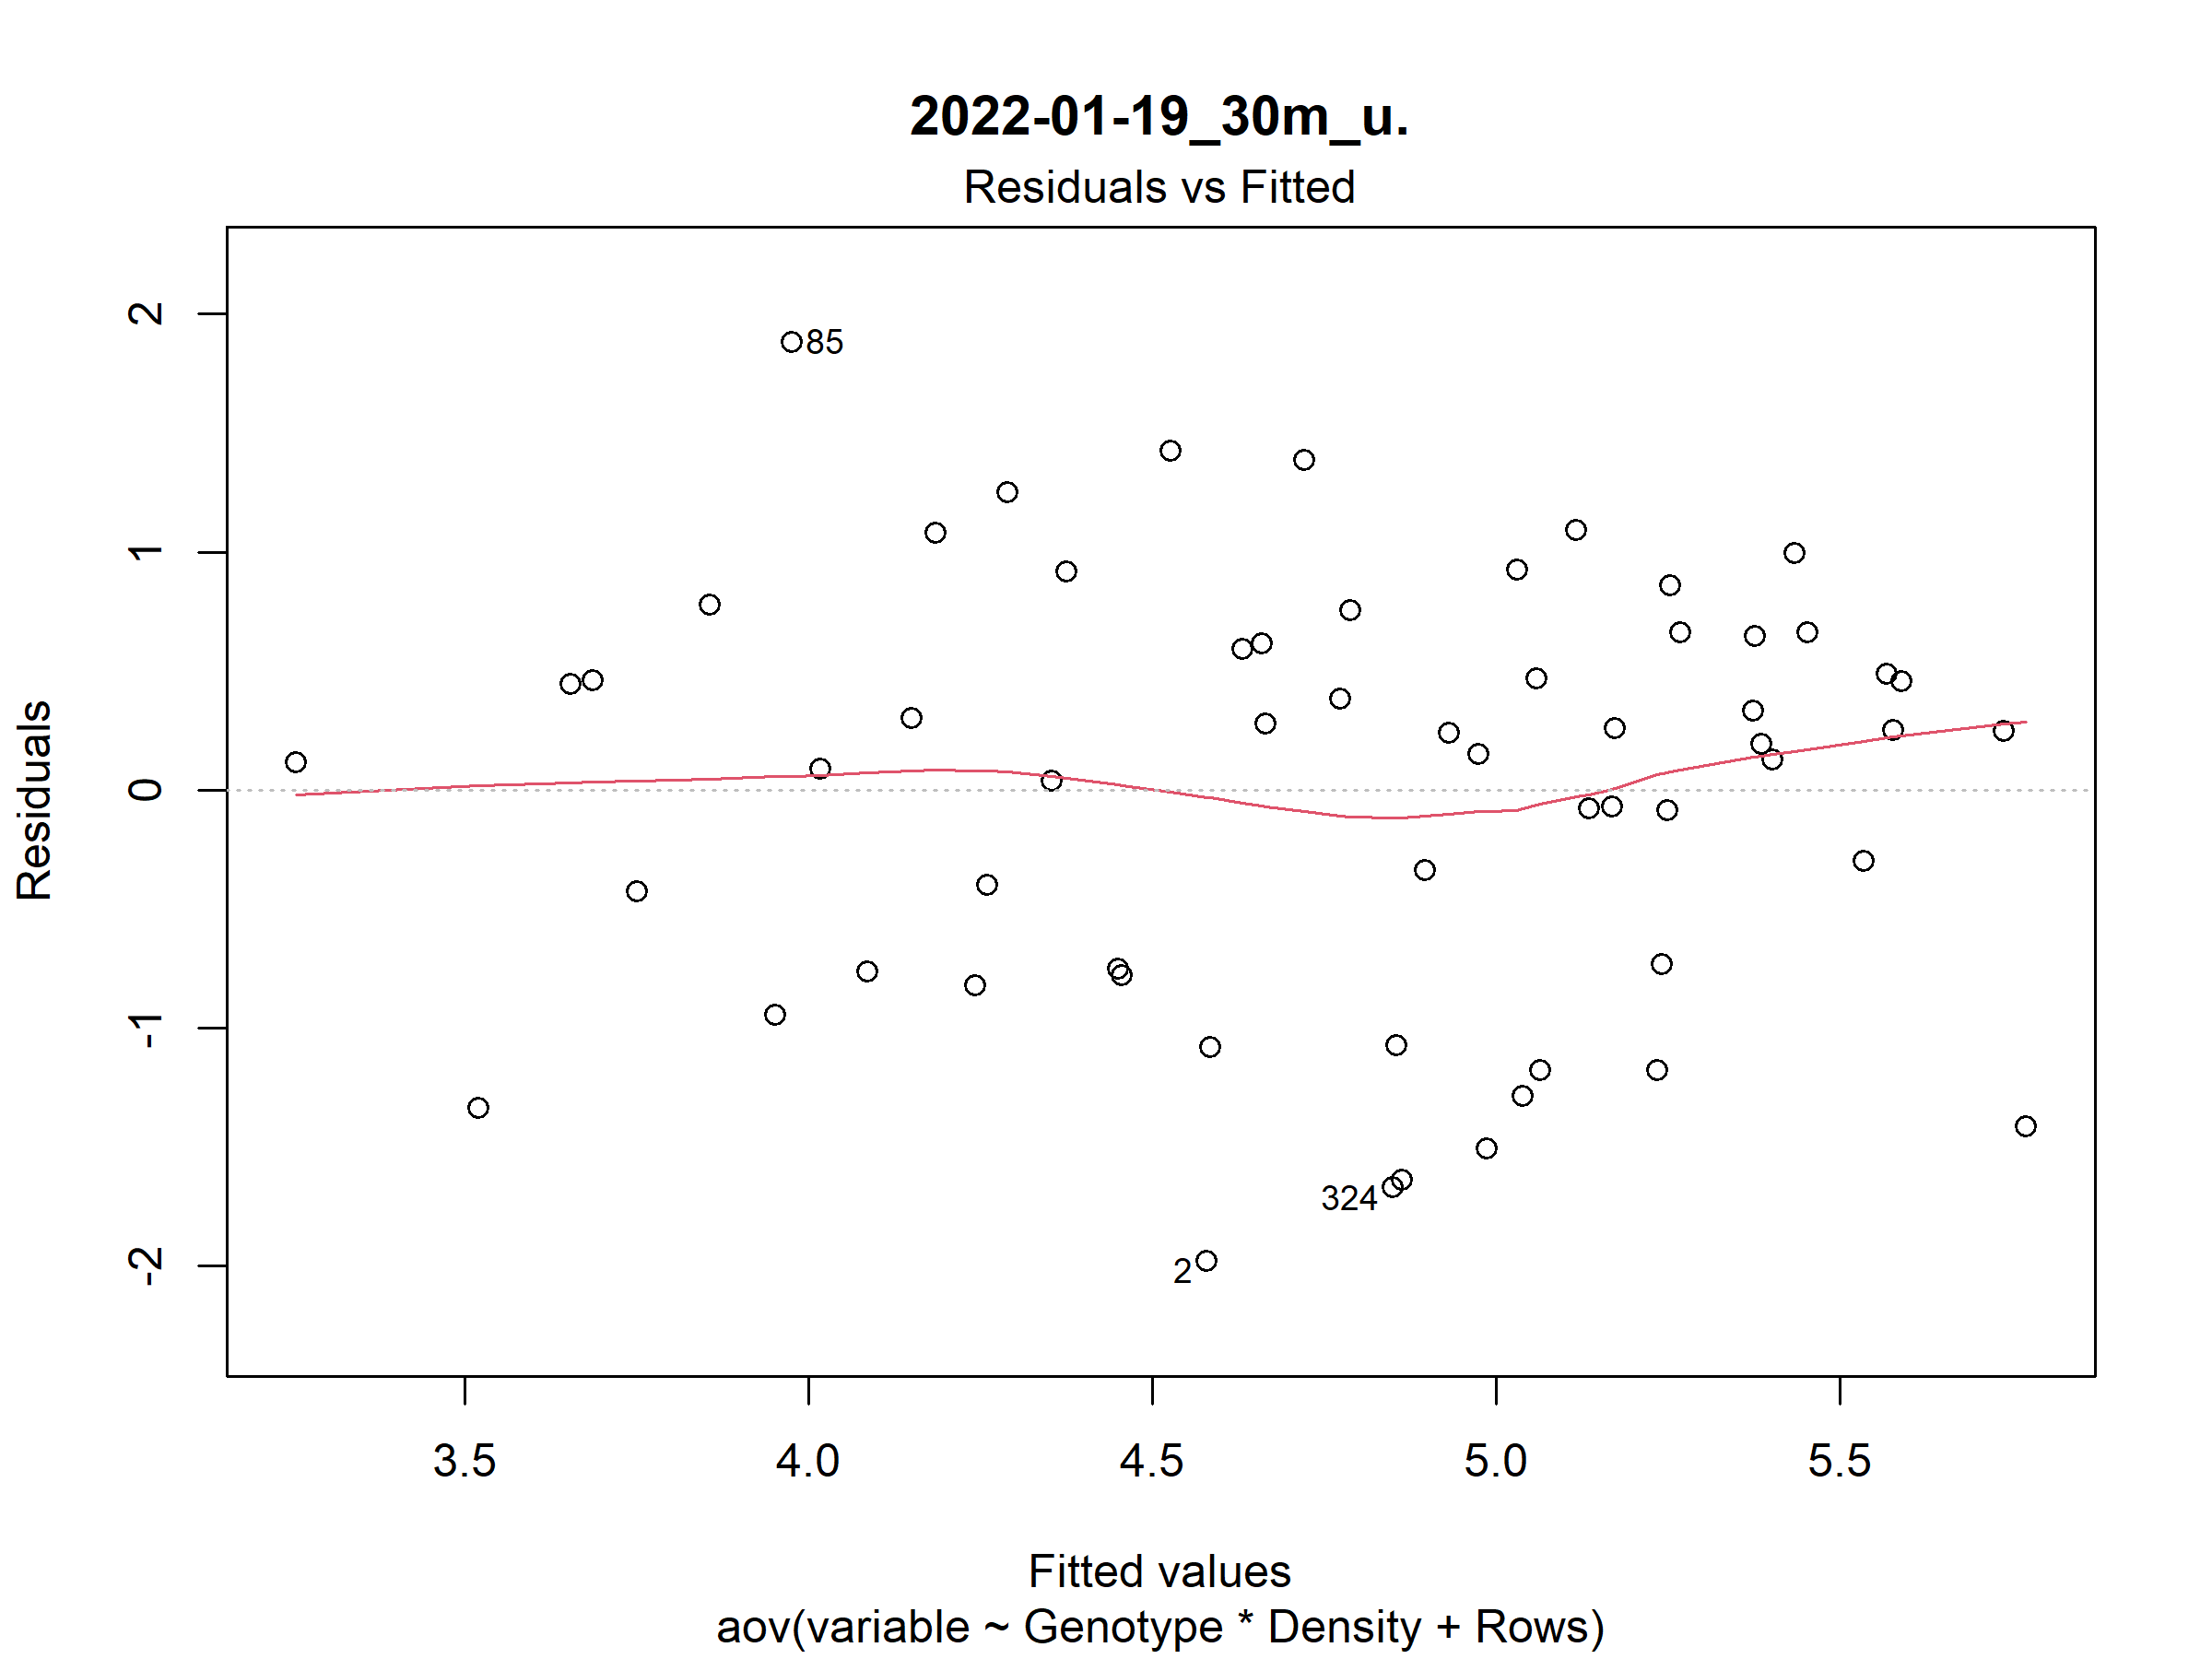 2022-01-19_30m_u.
Residuals vs Fitted
Residuals
2
1
0
-1
-2
85
324
2
3.5 4.0 4.5 5.0 5.5
Fitted values
aov(variable ~ Genotype * Density + Rows)